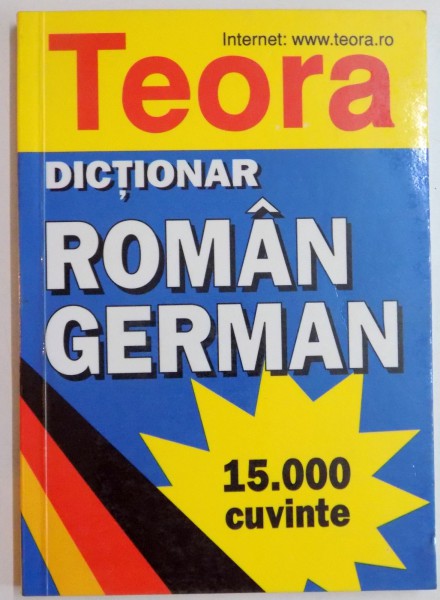 Internet: www.teora.ro
Teora
DICȚIONAR
ROMÂN
GERMAN
15.000
cuvinte